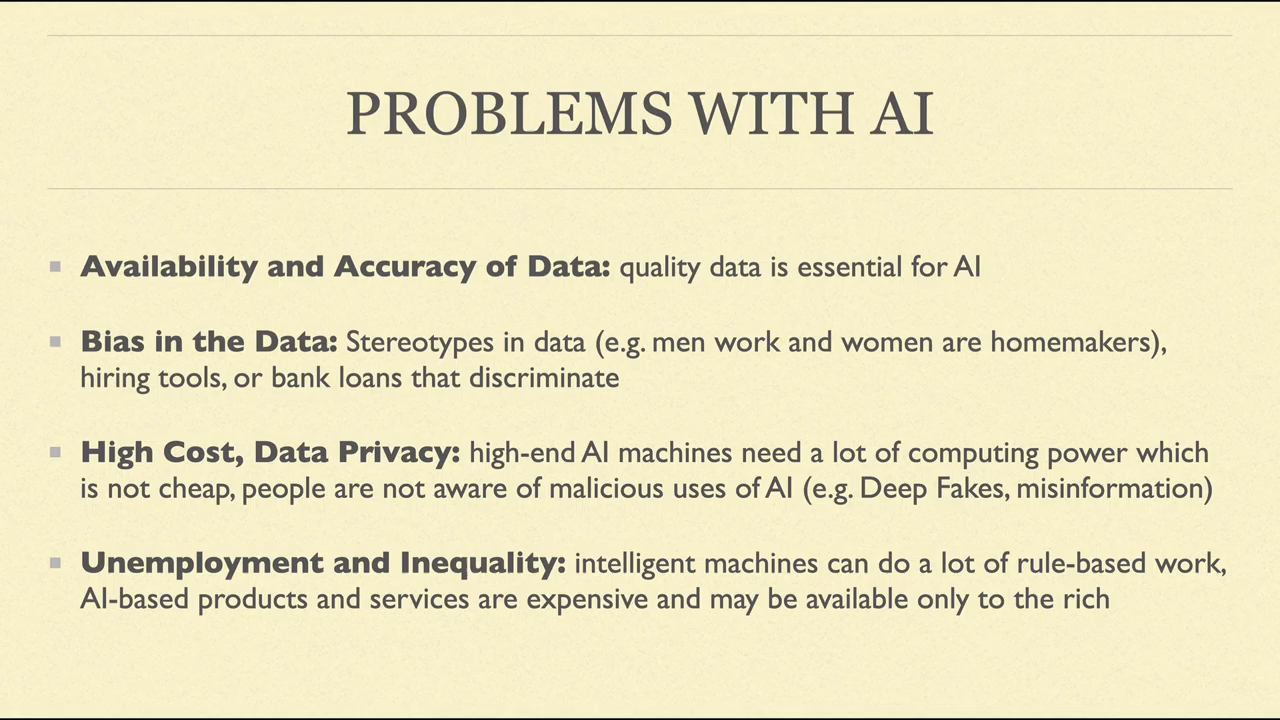 PROBLEMS WITH AI
Availability and Accuracy of Data: quality data is essential for AI
Bias in the Data: Stereotypes in data (e.g. men work and women are homemakers),
hiring tools, or bank loans that discriminate
High Cost, Data Privacy: high-end AI machines need a lot of computing power which
is not cheap, people are not aware of malicious uses of AI (e.g. Deep Fakes, misinformation)
Unemployment and Inequality: intelligent machines can do a lot of rule-based work,
AI-based products and services are expensive and may be available only to the rich